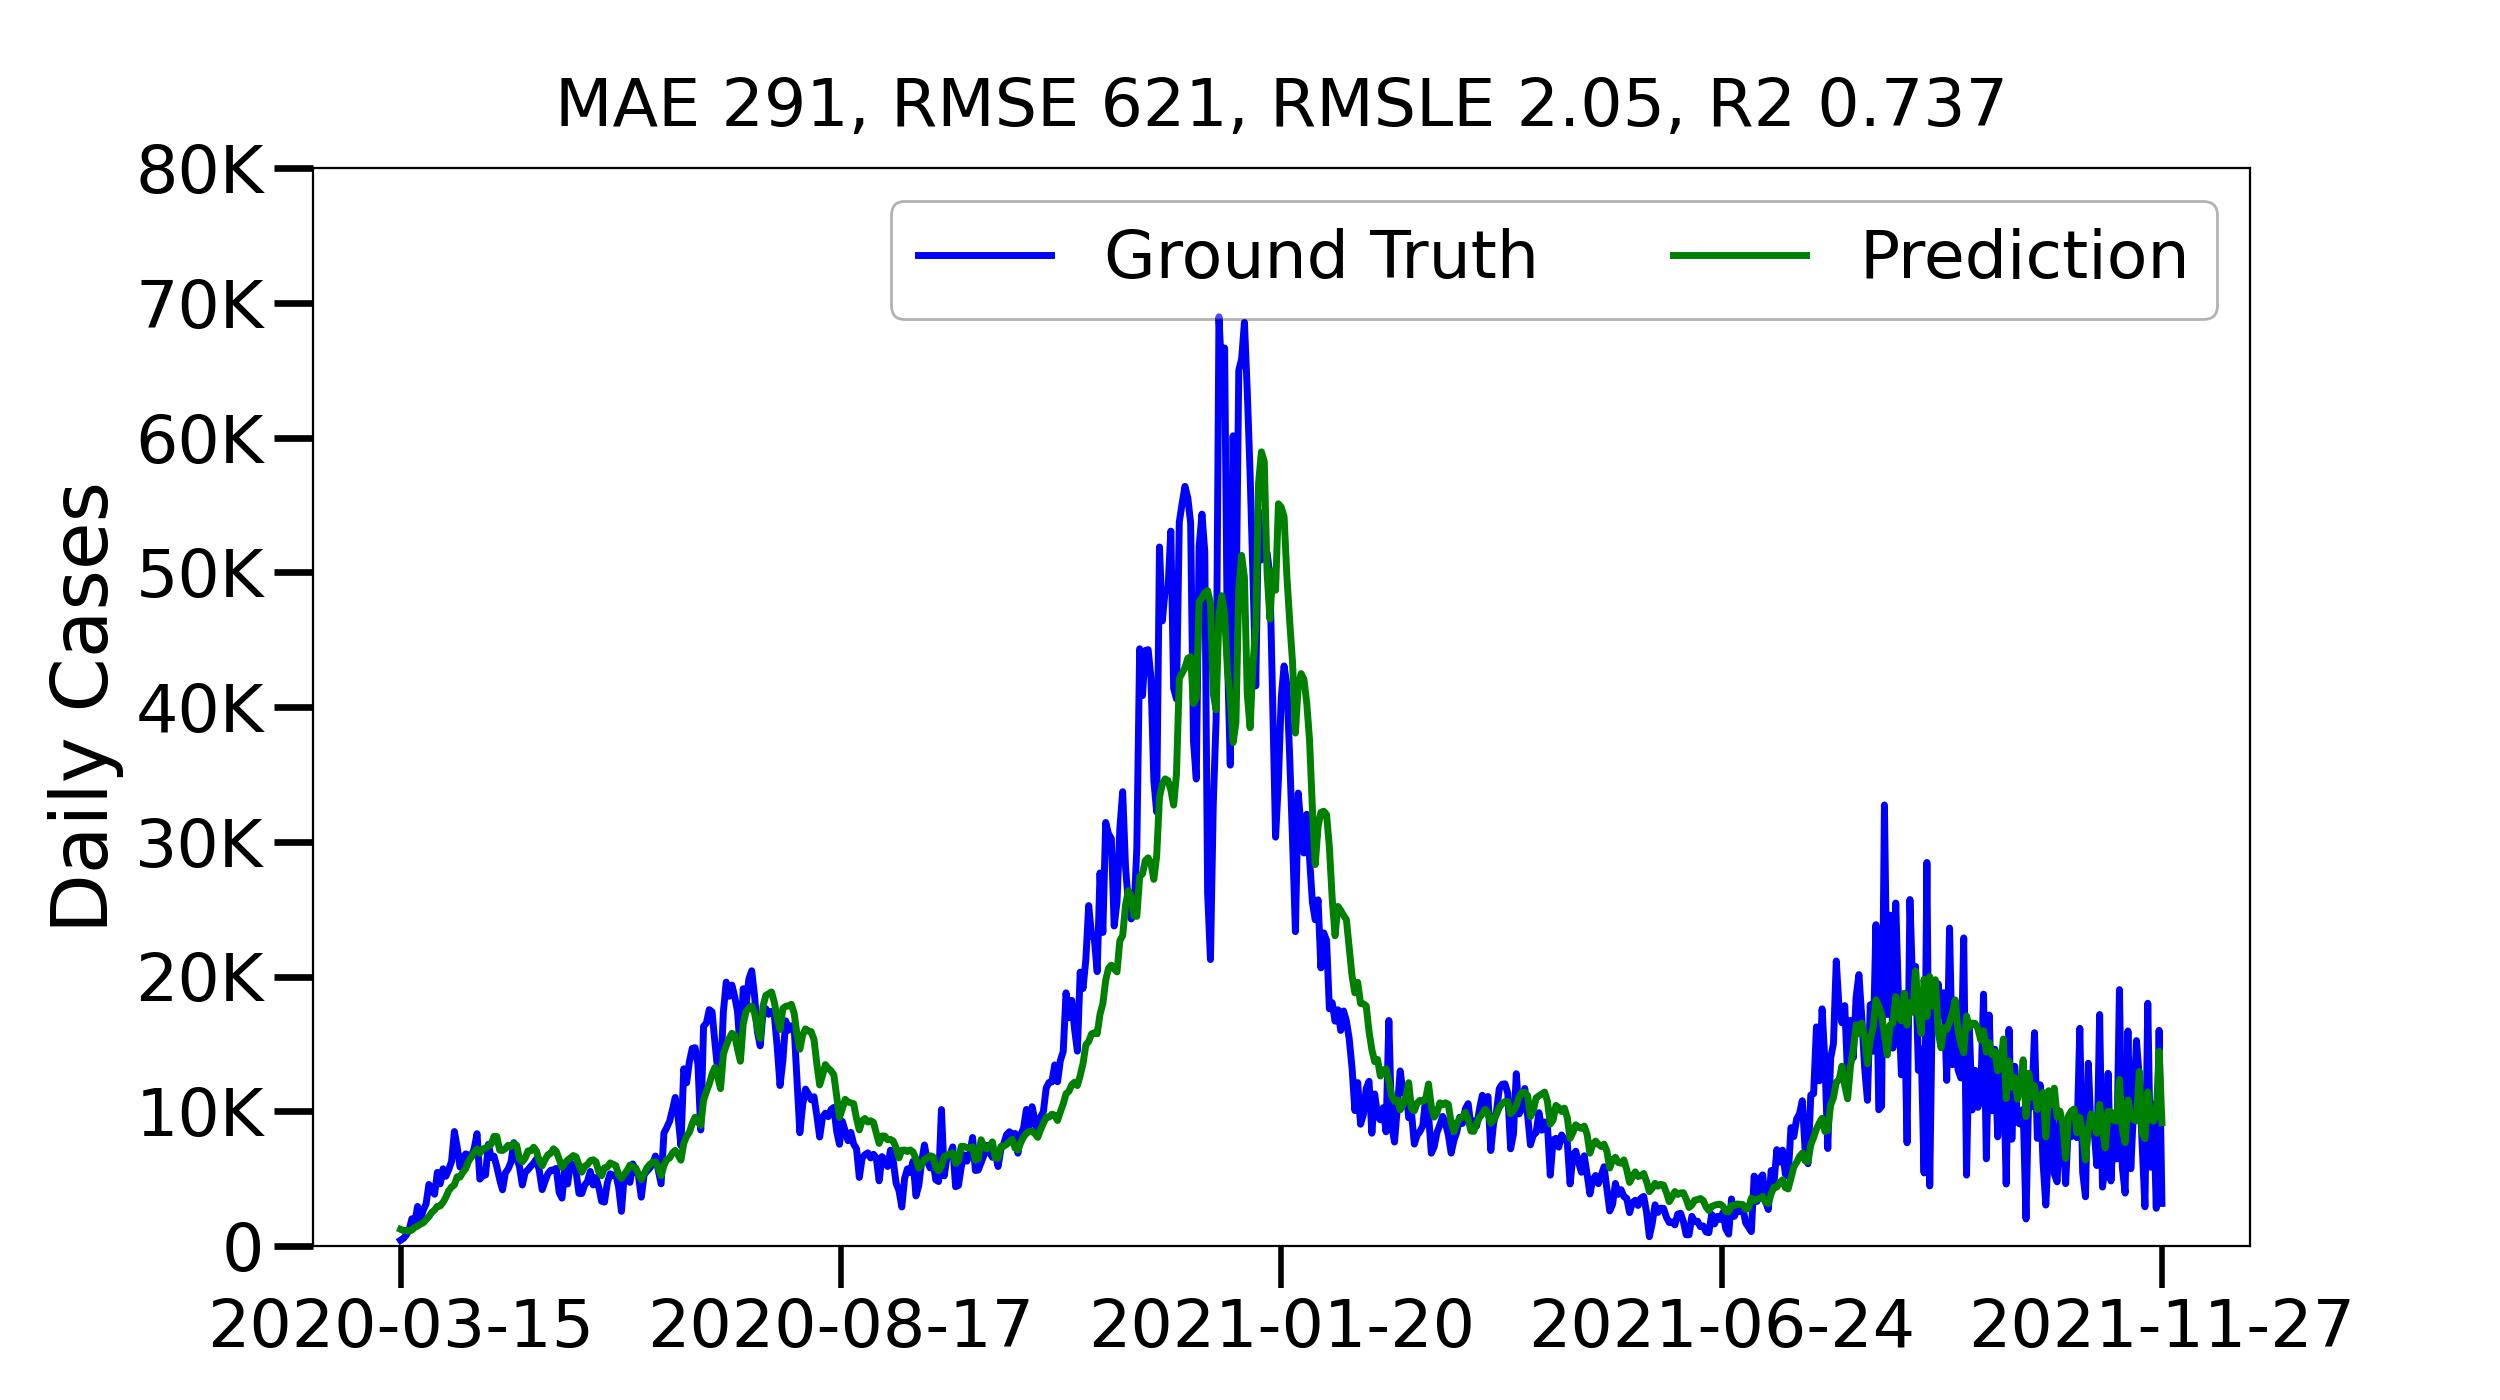 MAE 291, RMSE 621, RMSLE 2.05, R2 0.737
Ground Truth Prediction
Daily Cases
80K
70K
60K
50K
40K
30K
20K
10K
0
2020-03-15 2020-08-17 2021-01-20 2021-06-24 2021-11-27